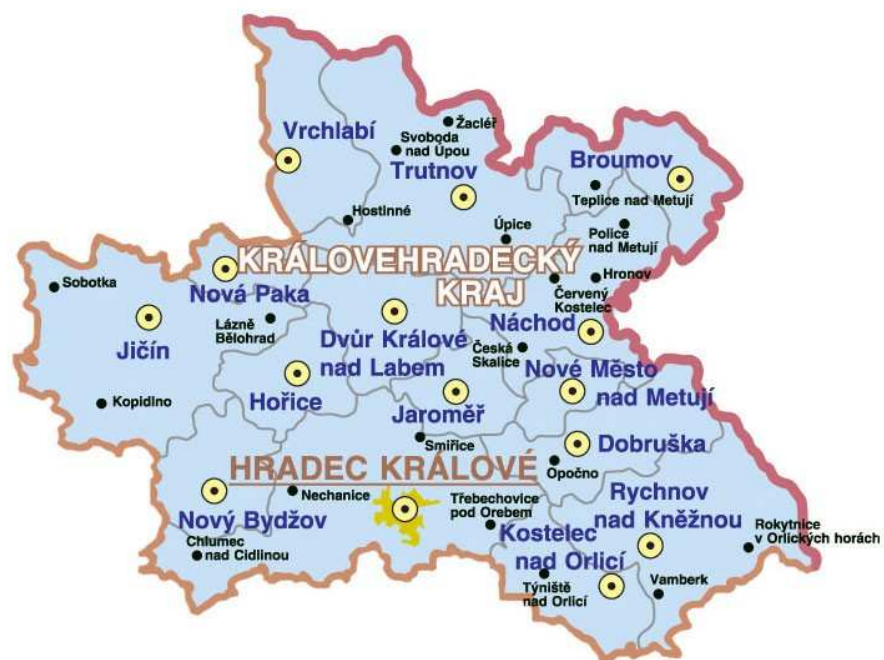 Žacléř
Vrchlabí
Svoboda
nad Úpou
Trutnov
Broumov
Teplice nad Metují
Hostinné
Úpice
Police
nad Metují
KRÁLOVEHRADECKÝ
KRAJ
Sobotka
Nová Paka
Hronov
Červený
Kostelec
Lázně
Bělohrad
Jičín
Dvůr Králové
nad Labem
Náchod
Česká
Skalice
Nové Město
nad Metují
Kopidlno
Hořice
Jaroměř
Smiřice
Dobruška
HRADEC KRÁLOVÉ
Opočno
Nechanice
Třebechovice
pod Orebem
Rychnov
nad Kněžnou
Nový Bydžov
Chlumec
nad Cidlinou
Kostelec
nad Orlicí
Rokytnice
v Orlických horách
Týniště
nad Orlicí
Vamberk